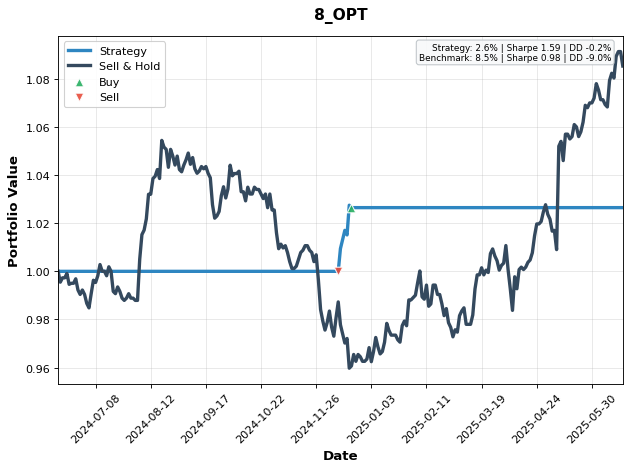 8_OPT
Strategy
Sell & Hold
Buy
Sell
Strategy: 2.6% | Sharpe 1.59 | DD -0.2%
Benchmark: 8.5% | Sharpe 0.98 | DD -9.0%
Portfolio Value
1.08
1.06
1.04
1.02
1.00
0.98
0.96
2024-07-08
2024-08-12
2024-09-17
2024-10-22
2024-11-26
2025-01-03
2025-02-11
2025-03-19
2025-04-24
2025-05-30
Date